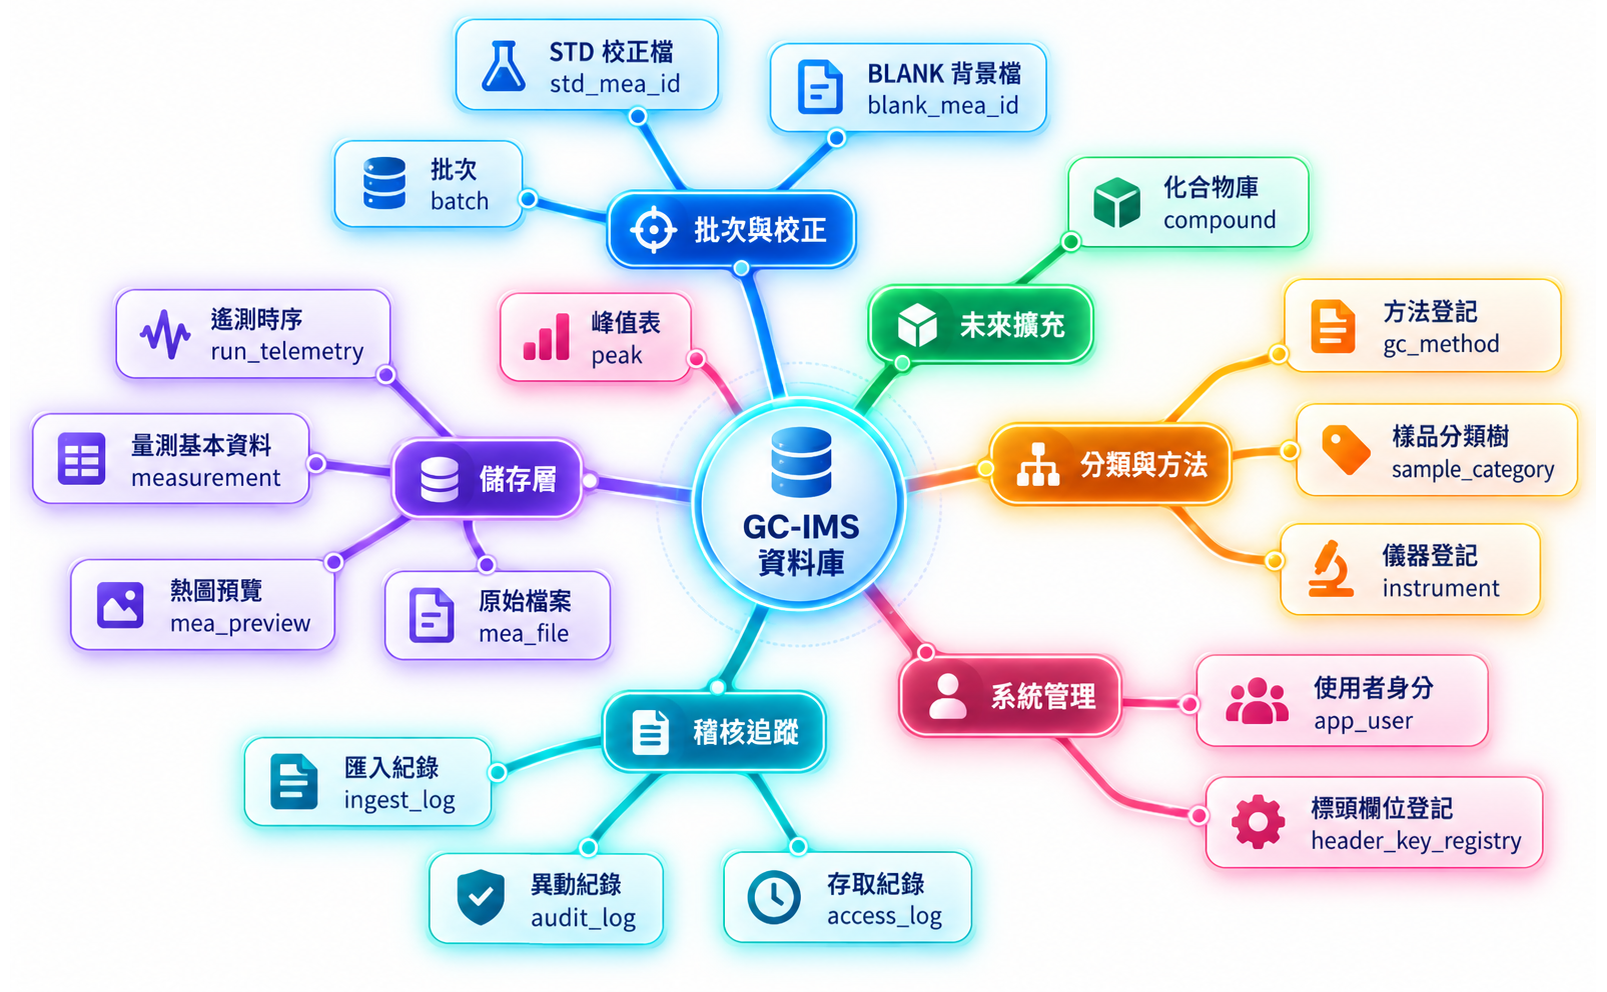 STD 校正檔
std_mea_id
BLANK 背景檔
blank_mea_id
批次
batch
批次與校正
化合物庫
compound
未來擴充
遙測時序
run_telemetry
峰值表
peak
方法登記
gc_method
量測基本資料
measurement
儲存層
分類與方法
樣品分類樹
sample_category
GC-IMS
資料庫
熱圖預覽
mea_preview
原始檔案
mea_file
儀器登記
instrument
系統管理
使用者身分
app_user
稽核追蹤
匯入紀錄
ingest_log
標頭欄位登記
header_key_registry
異動紀錄
audit_log
存取紀錄
access_log